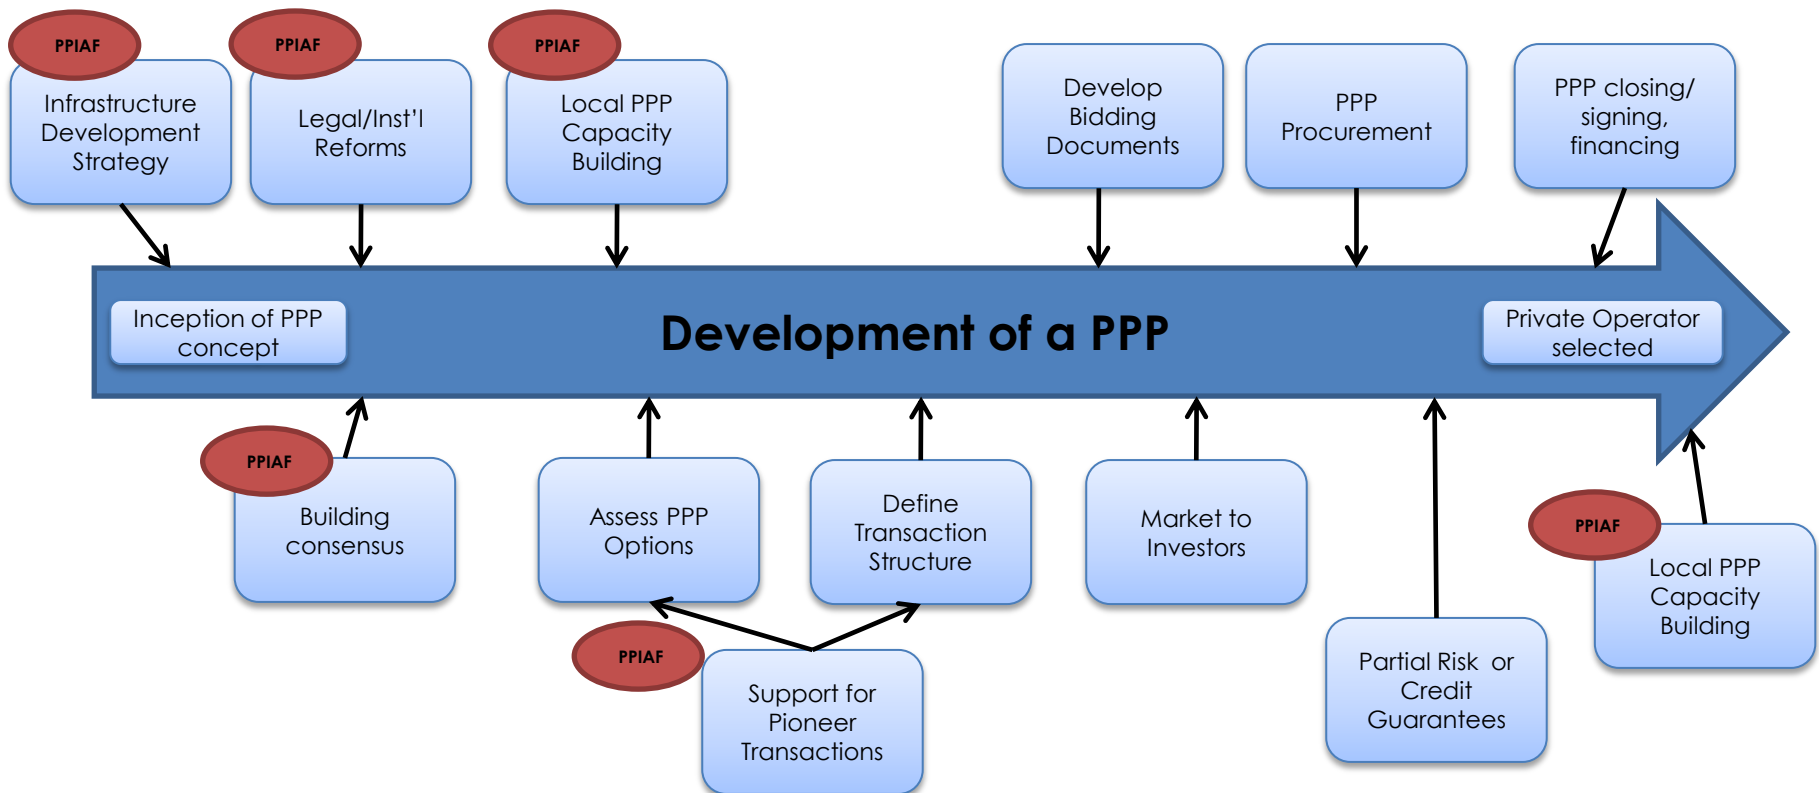 PPIAF
Infrastructure
Development
Strategy
PPIAF
Legal/Inst’l
Reforms
PPIAF
Local PPP
Capacity
Building
Develop
Bidding
Documents
PPP
Procurement
PPP closing/
signing,
financing
Inception of PPP
concept
Development of a PPP
Private Operator
selected
PPIAF
Building
consensus
Assess PPP
Options
Define
Transaction
Structure
Market to
Investors
PPIAF
Local PPP
Capacity
Building
PPIAF
Support for
Pioneer
Transactions
Partial Risk or
Credit
Guarantees